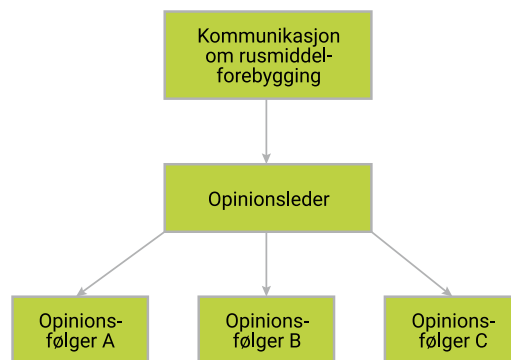 Kommunikasjon
om rusmiddel-
forebygging
Opinionsleder
Opinions-
følger A
Opinions-
følger B
Opinions-
følger C